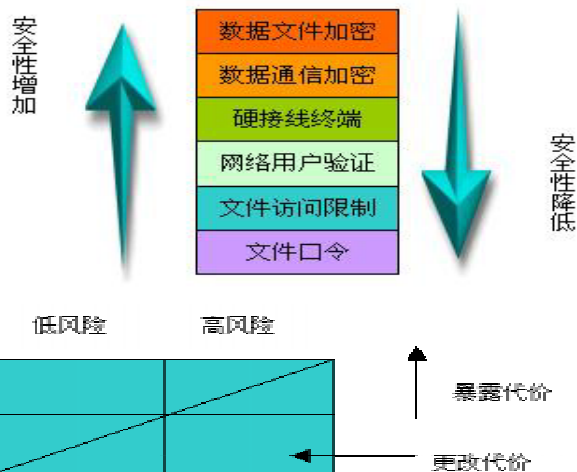 安全性增加
数据文件加密
数据通信加密
硬接线终端
网络用户验证
文件访问限制
文件口令
安全性降低
低风险
高风险
暴露代价
更改代价